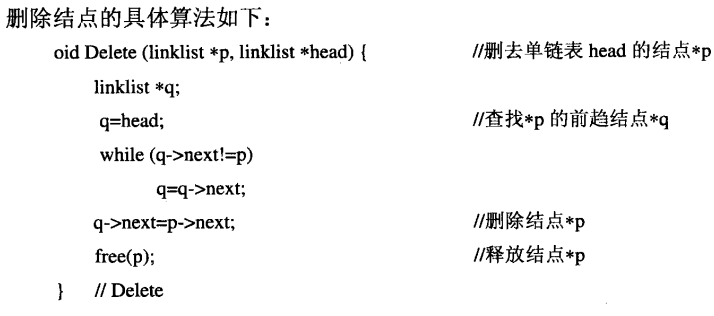 删除结点的具体算法如下：
oid Delete (linklist *p, linklist *head) { //删去单链表 head 的结点*p
linklist *q;
q=head; //查找*p 的前趋结点*q
while (q->next!=p)
q=q->next;
q->next=p->next; //删除结点*p
free(p); //释放结点*p
} // Delete